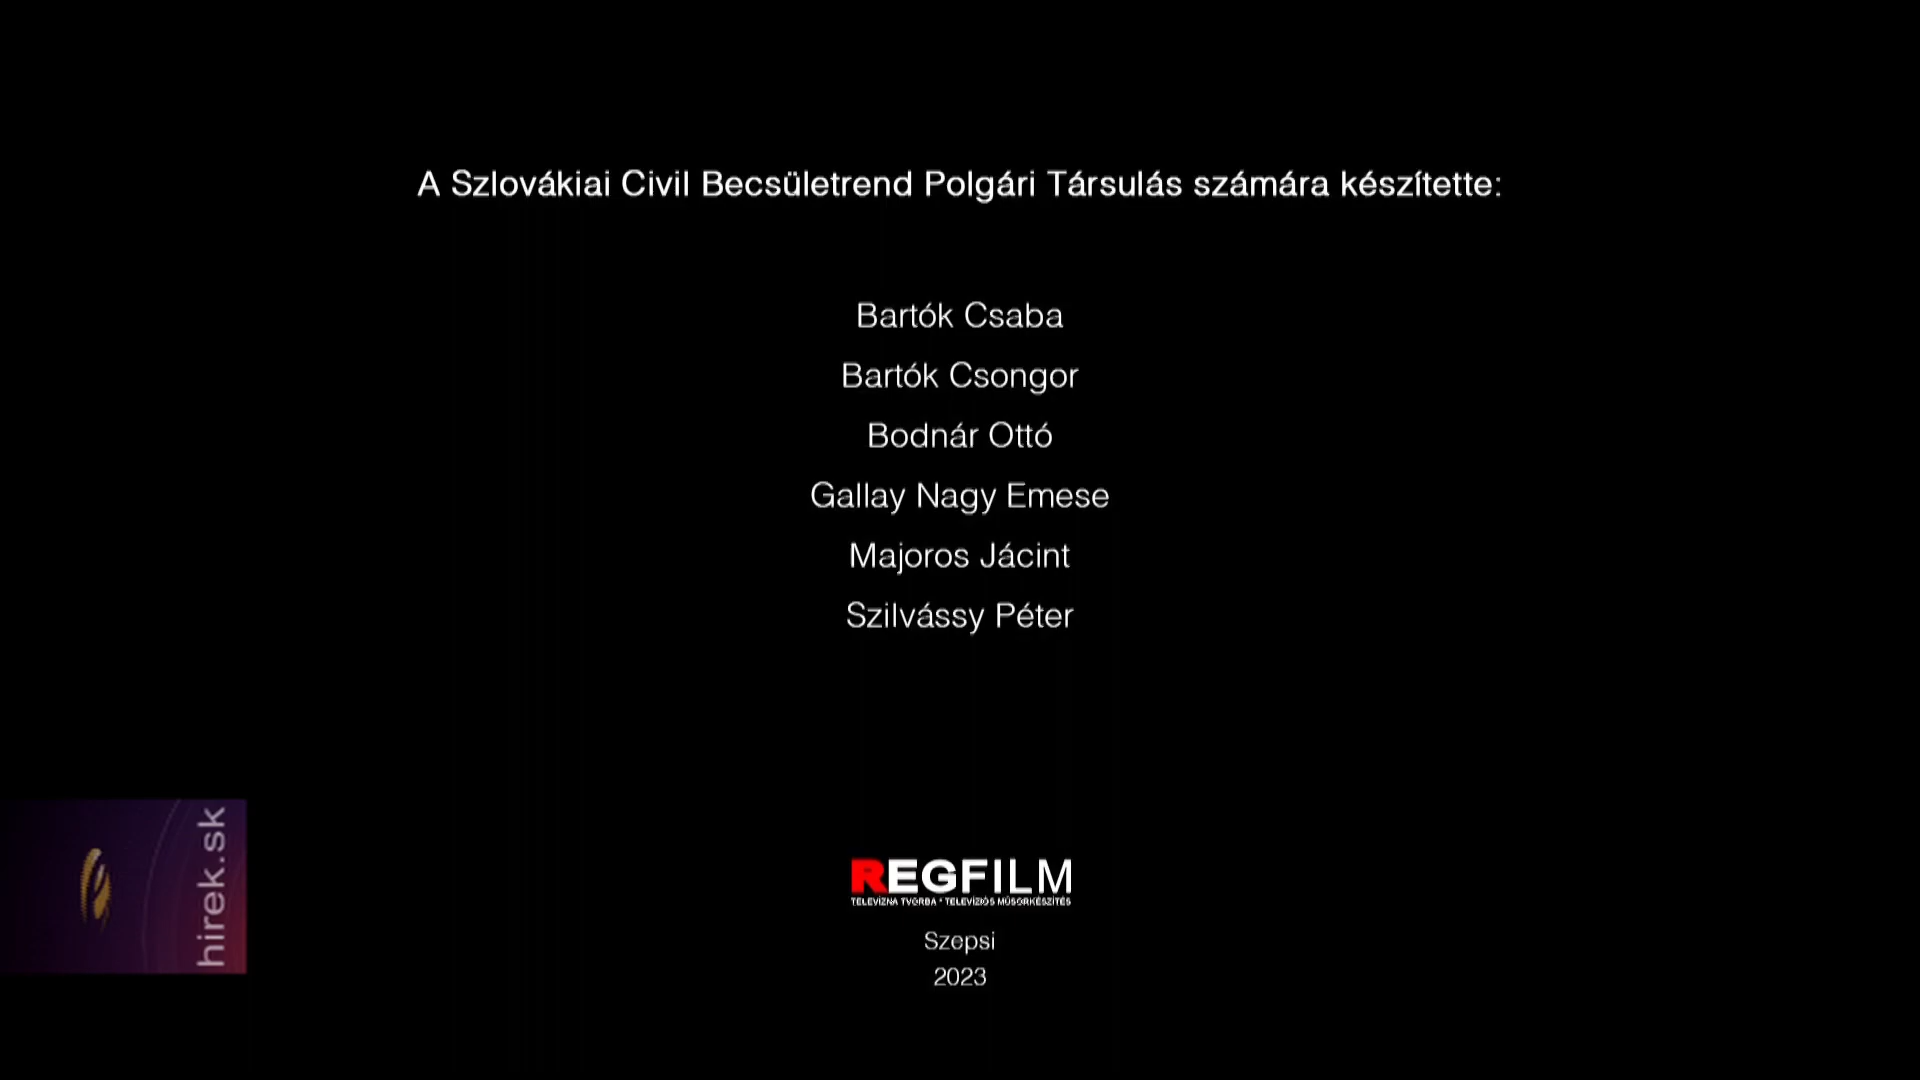 A Szlovákiai Civil Becsületrend Polgári Társulás számára készítette:
Bartók Csaba
Bartók Csongor
Bodnár Ottó
Gallay Nagy Emese
Majoros Jácint
Szilvássy Péter
hirek.sk
REGFILM
TELEVÍZNA TVORBA * TELEVÍZIÓS MŰSORKÉSZÍTÉS
Szepsi
2023